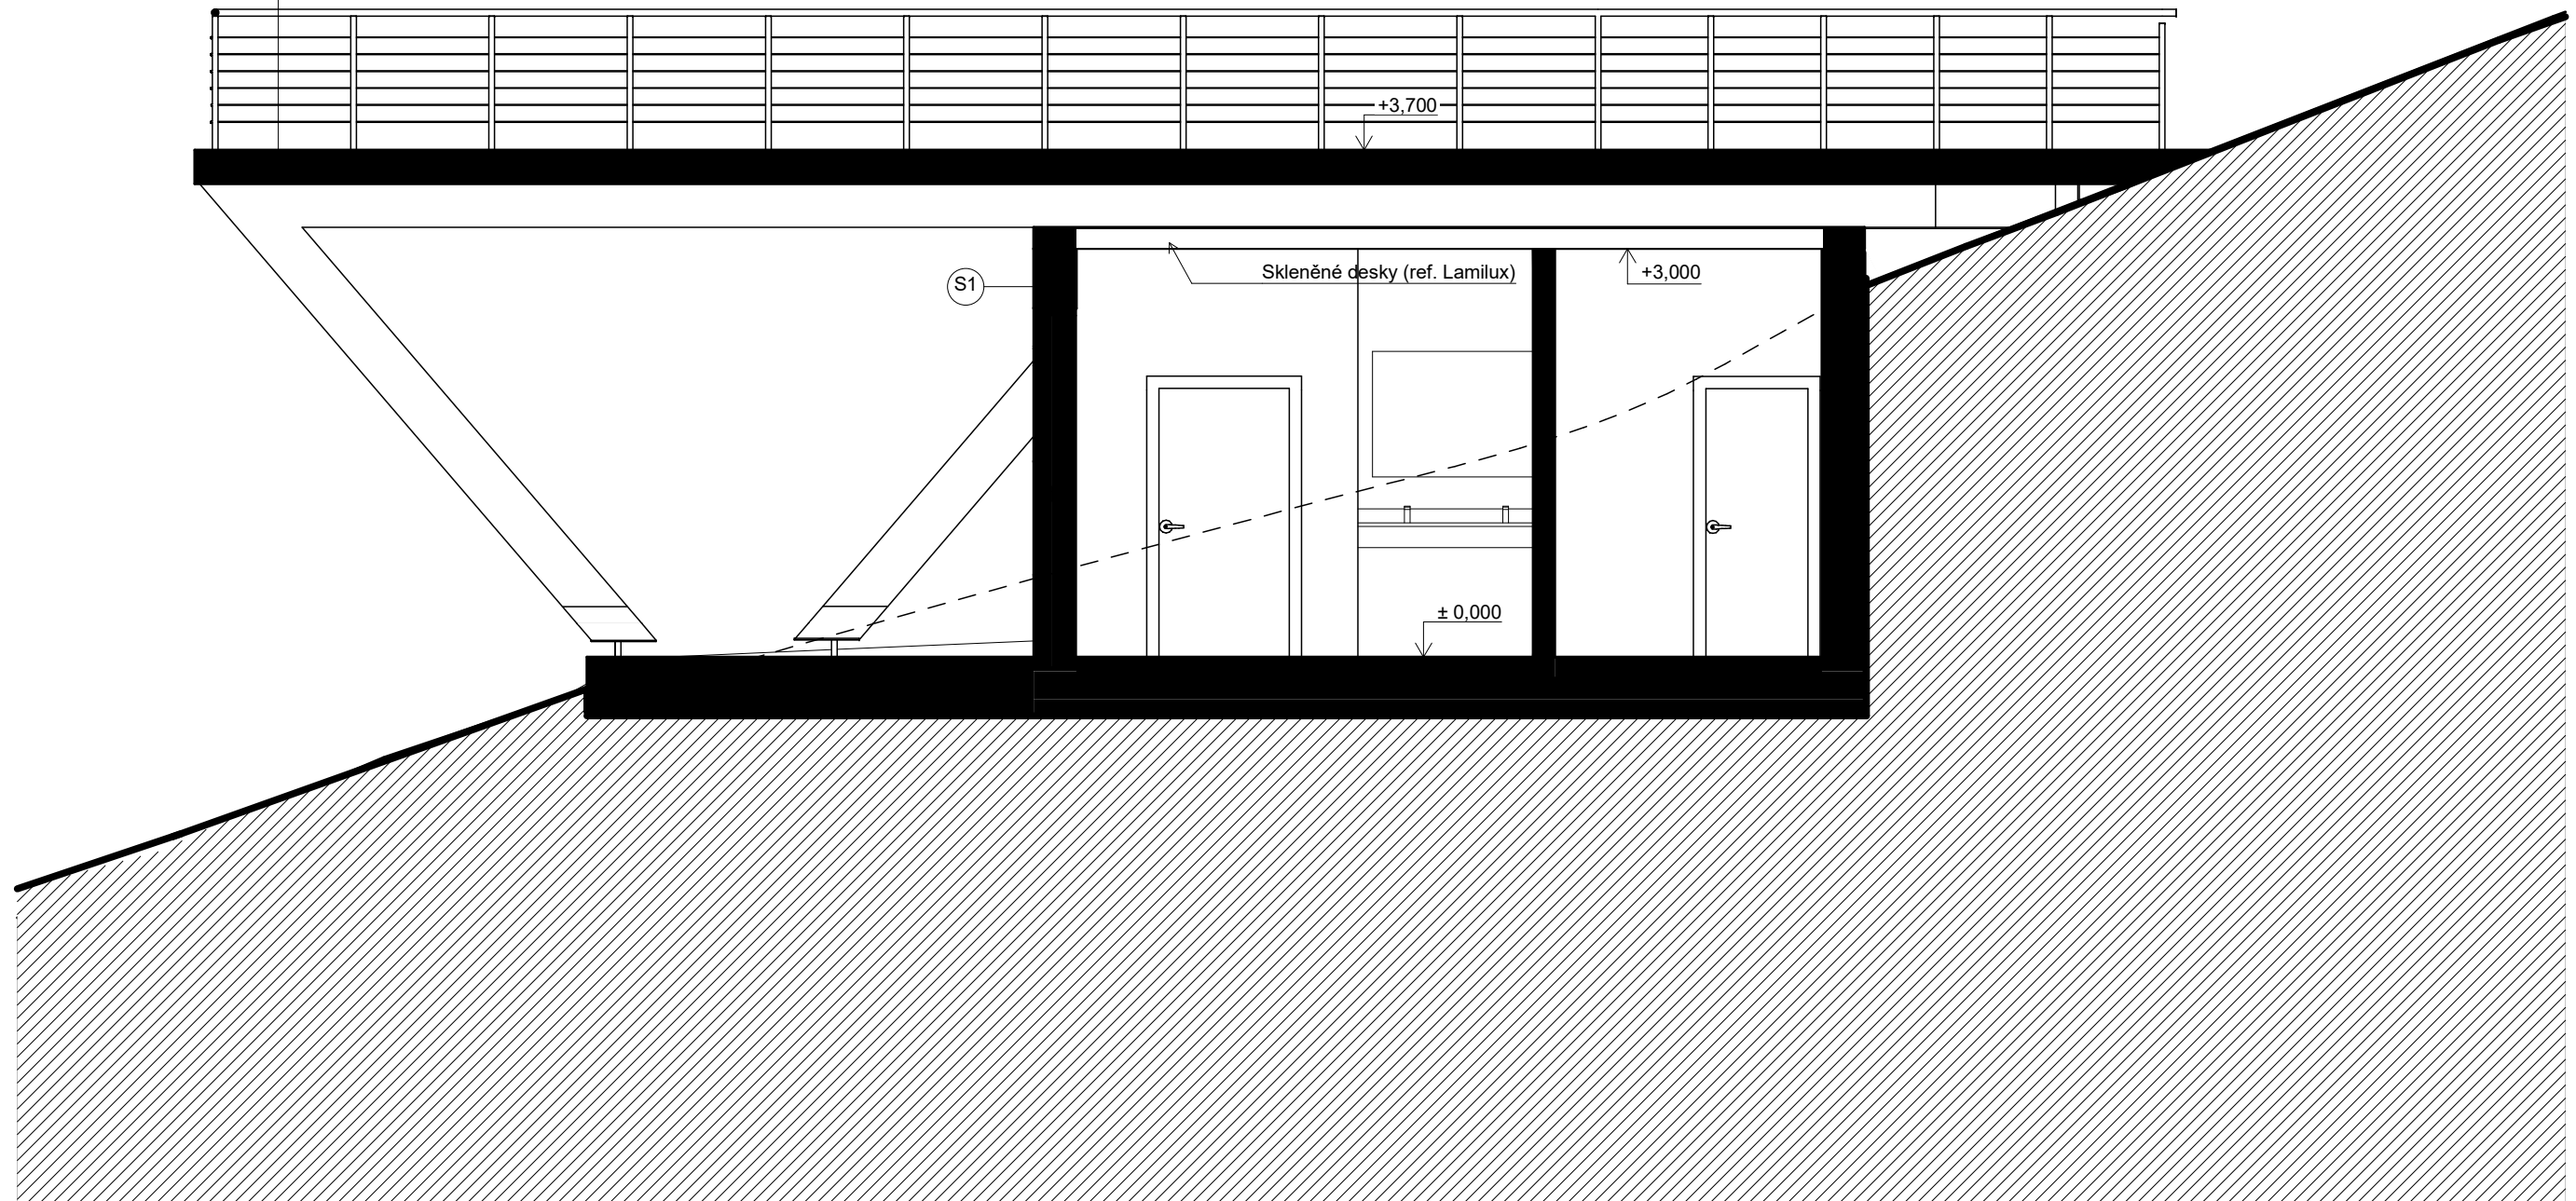 +3,700
S1
Skleněné desky (ref. Lamilux)
+3,000
± 0,000